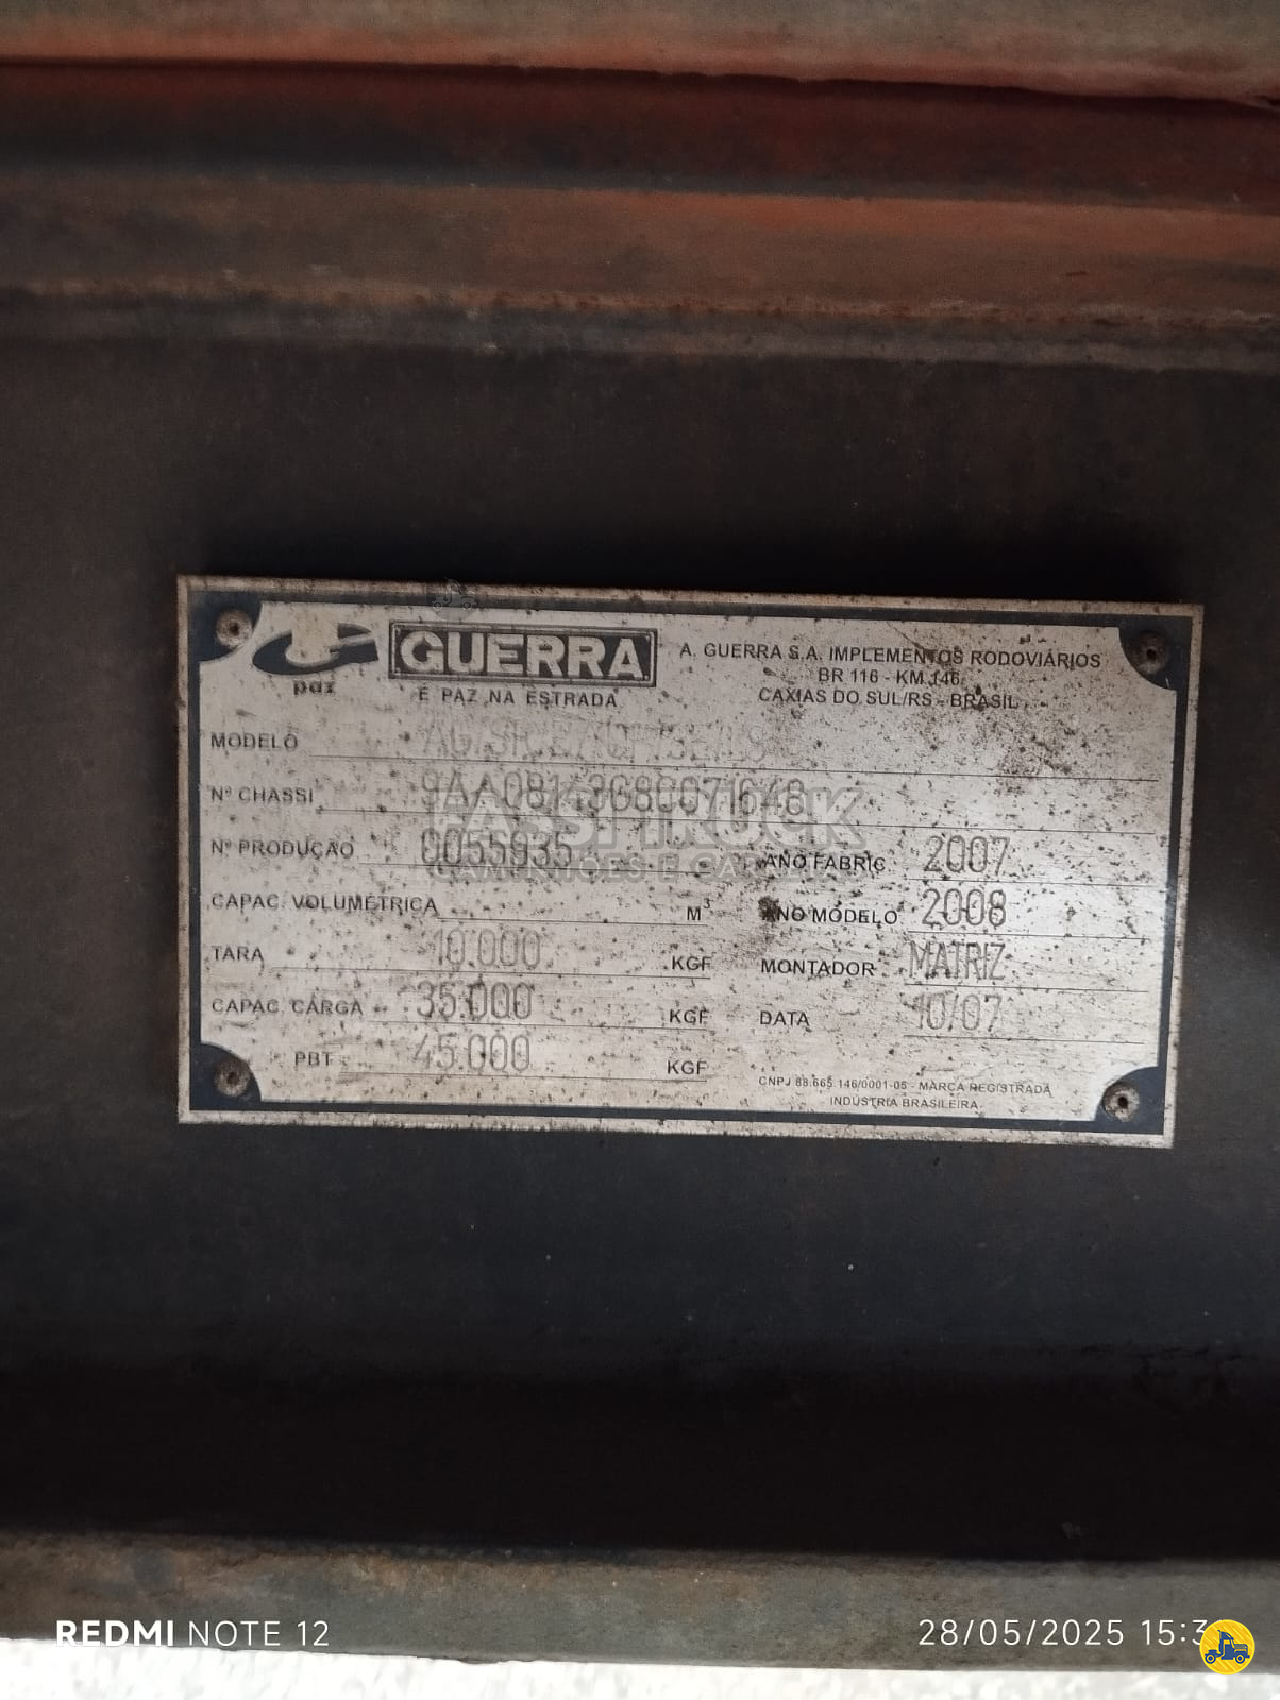 paz
GUERRA
É PAZ NA ESTRADA
A. GUERRA S.A. IMPLEMENTOS RODOVIÁRIOS
BR 116 - KM 146
CAXIAS DO SUL/RS - BRASIL
MODELO
Nº CHASSI
Nº PRODUÇÃO 0055935
ANO FABRIC 2007
CAPAC. VOLUMÉTRICA M³
ANO MODELO 2008
TARA 10.000 KGF
MONTADOR MATRIZ
CAPAC. CARGA 35.000 KGF
DATA 10/07
PBT 45.000 KGF
CNPJ 88.665.146/0001-05 - MARCA REGISTRADA
INDÚSTRIA BRASILEIRA
REDMI NOTE 12
28/05/2025 15:3